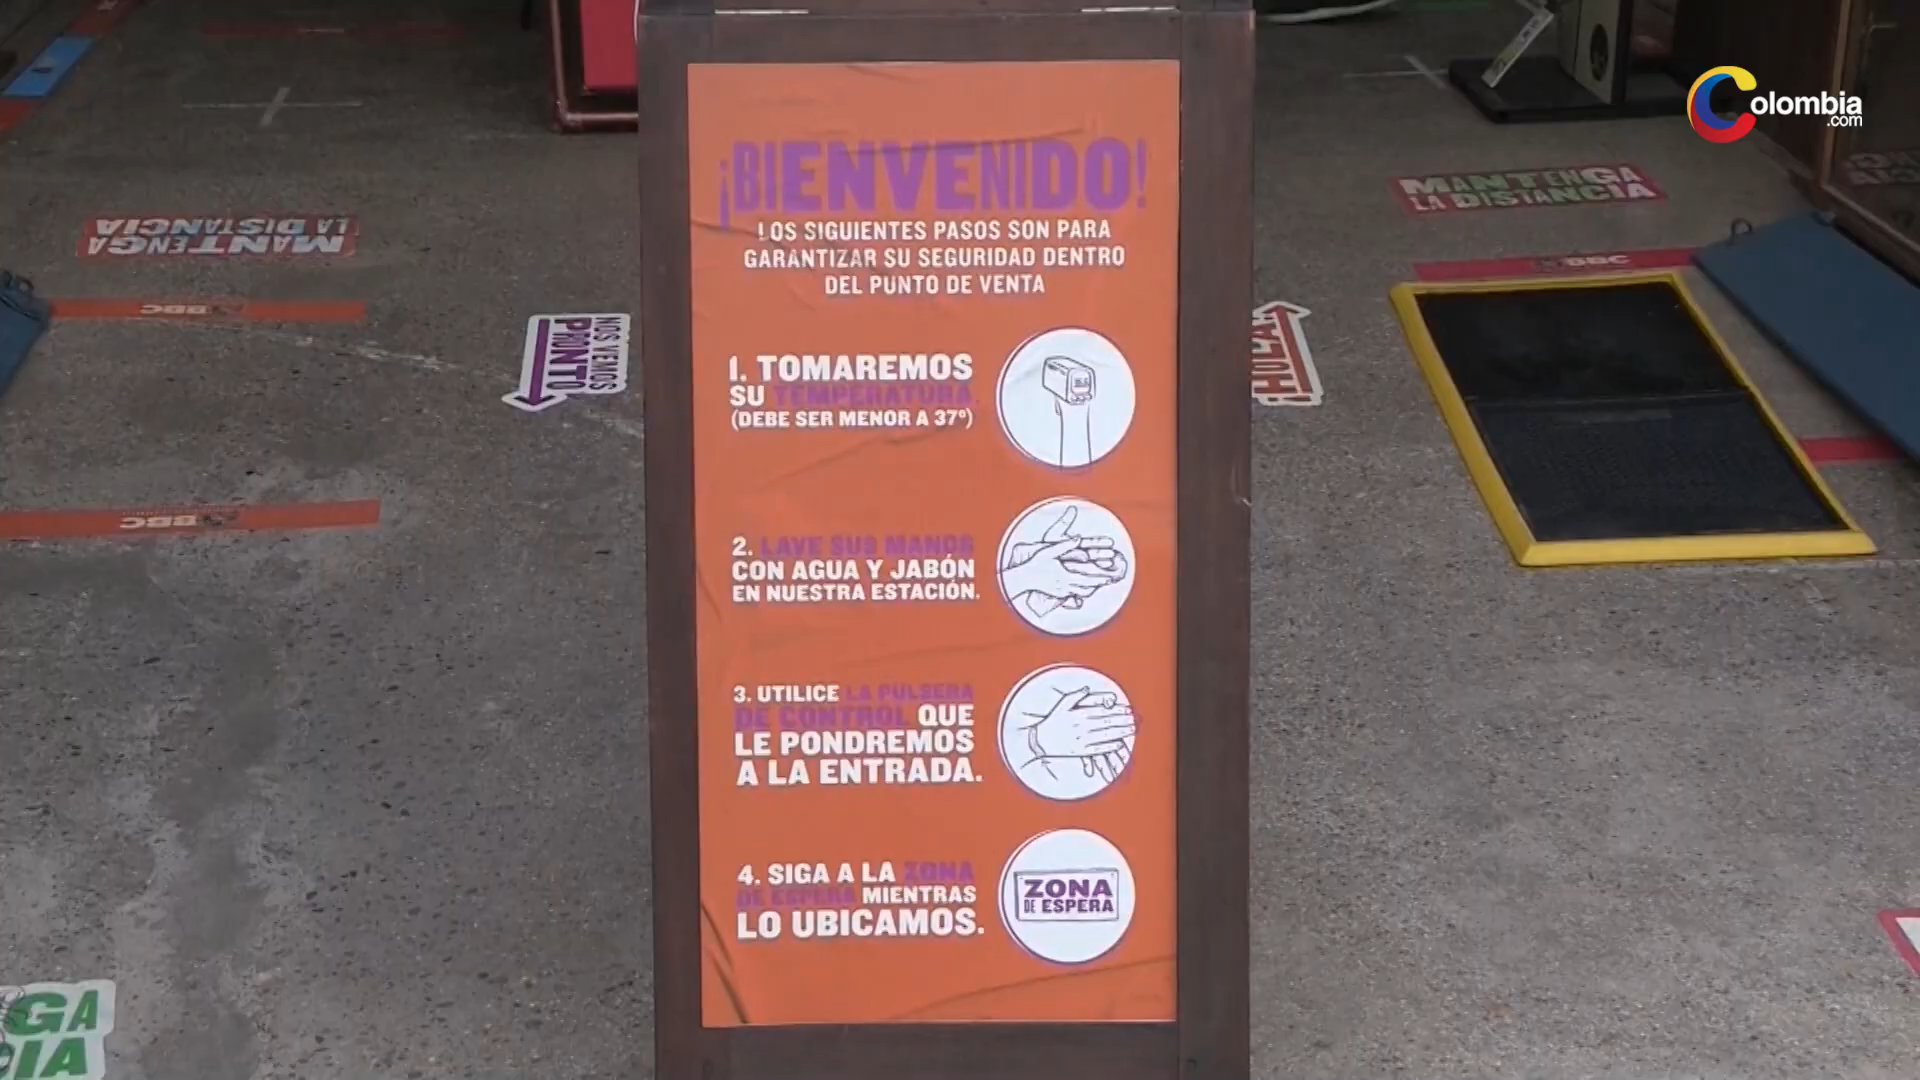 Colombia
.com
¡BIENVENIDO!
LOS SIGUIENTES PASOS SON PARA
GARANTIZAR SU SEGURIDAD DENTRO
DEL PUNTO DE VENTA
1. TOMAREMOS
SU TEMPERATURA.
(DEBE SER MENOR A 37º)
2. LAVE SUS MANOS
CON AGUA Y JABÓN
EN NUESTRA ESTACIÓN.
3. UTILICE LA PULSERA
DE CONTROL QUE
LE PONDREMOS
A LA ENTRADA.
4. SIGA A LA ZONA
DE ESPERA MIENTRAS
LO UBICAMOS.
ZONA
DE ESPERA
MANTENGA
LA DISTANCIA
BBC
BBC
NOS VEMOS
PRONTO
¡HOLA!
MANTENGA
LA DISTANCIA
BBC
GA
CIA